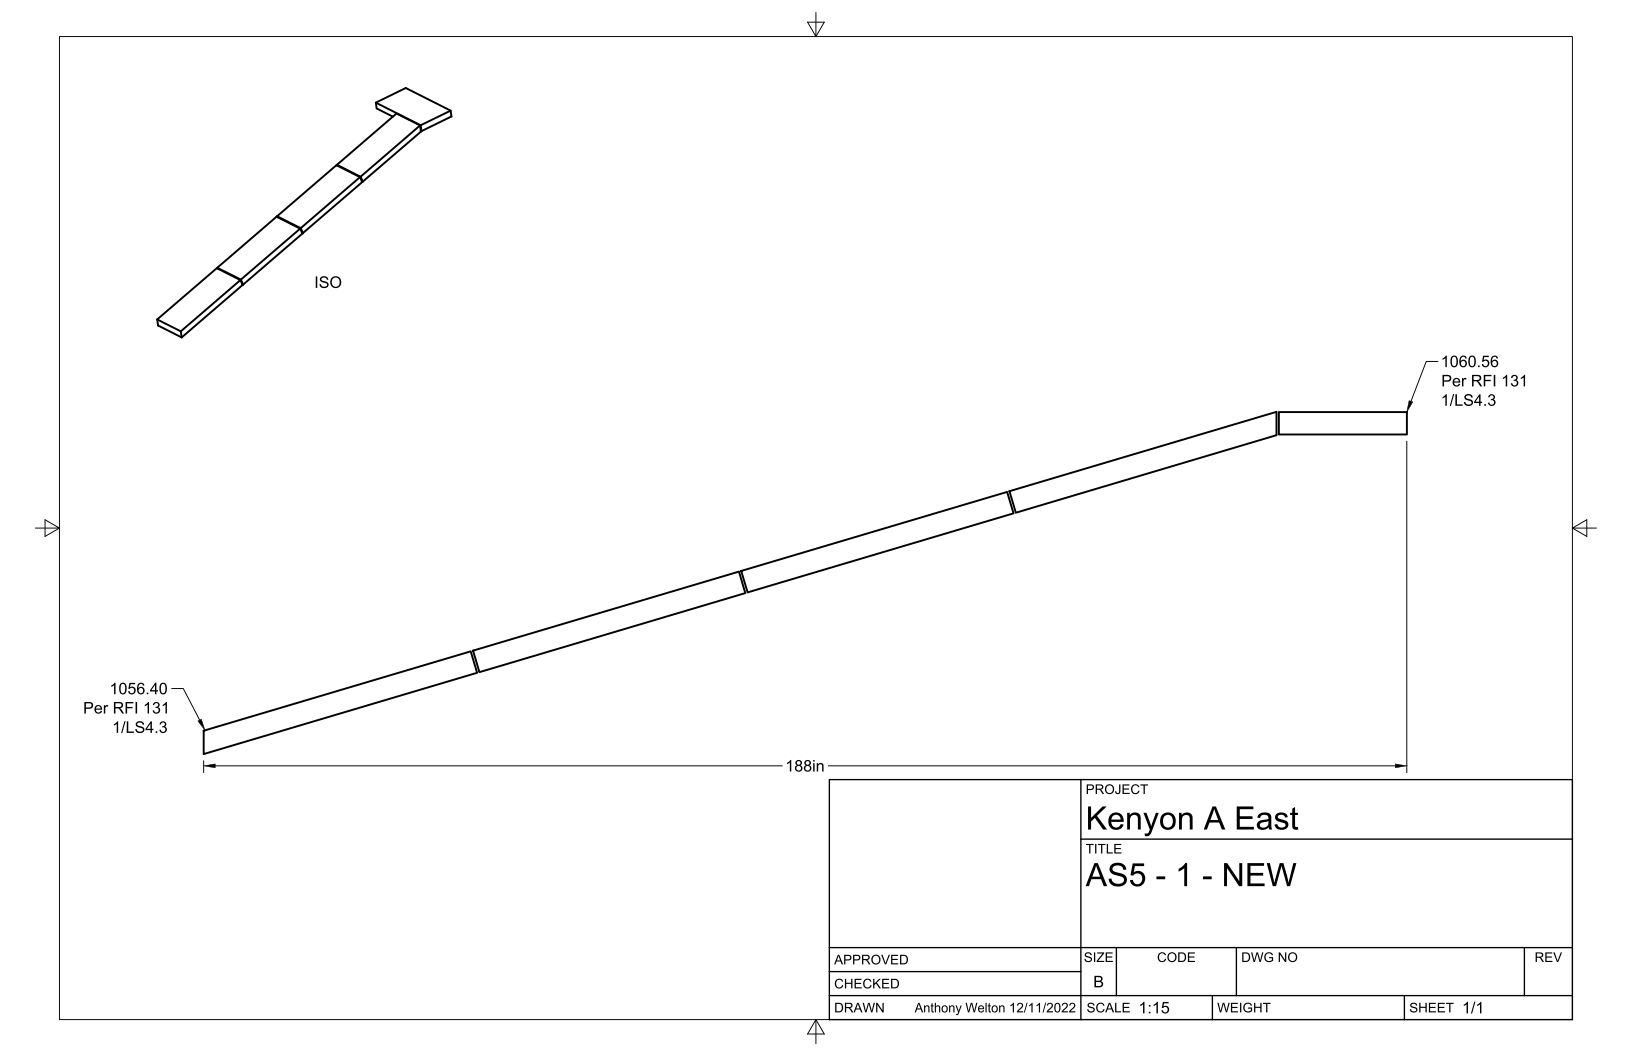 ISO
1060.56
Per RFI 131
1/LS4.3
1056.40
Per RFI 131
1/LS4.3
188in
PROJECT
Kenyon A East
TITLE
AS5 - 1 - NEW
APPROVED
CHECKED
DRAWN Anthony Welton 12/11/2022
SIZE
B
CODE
DWG NO
REV
SCALE 1:15
WEIGHT
SHEET 1/1